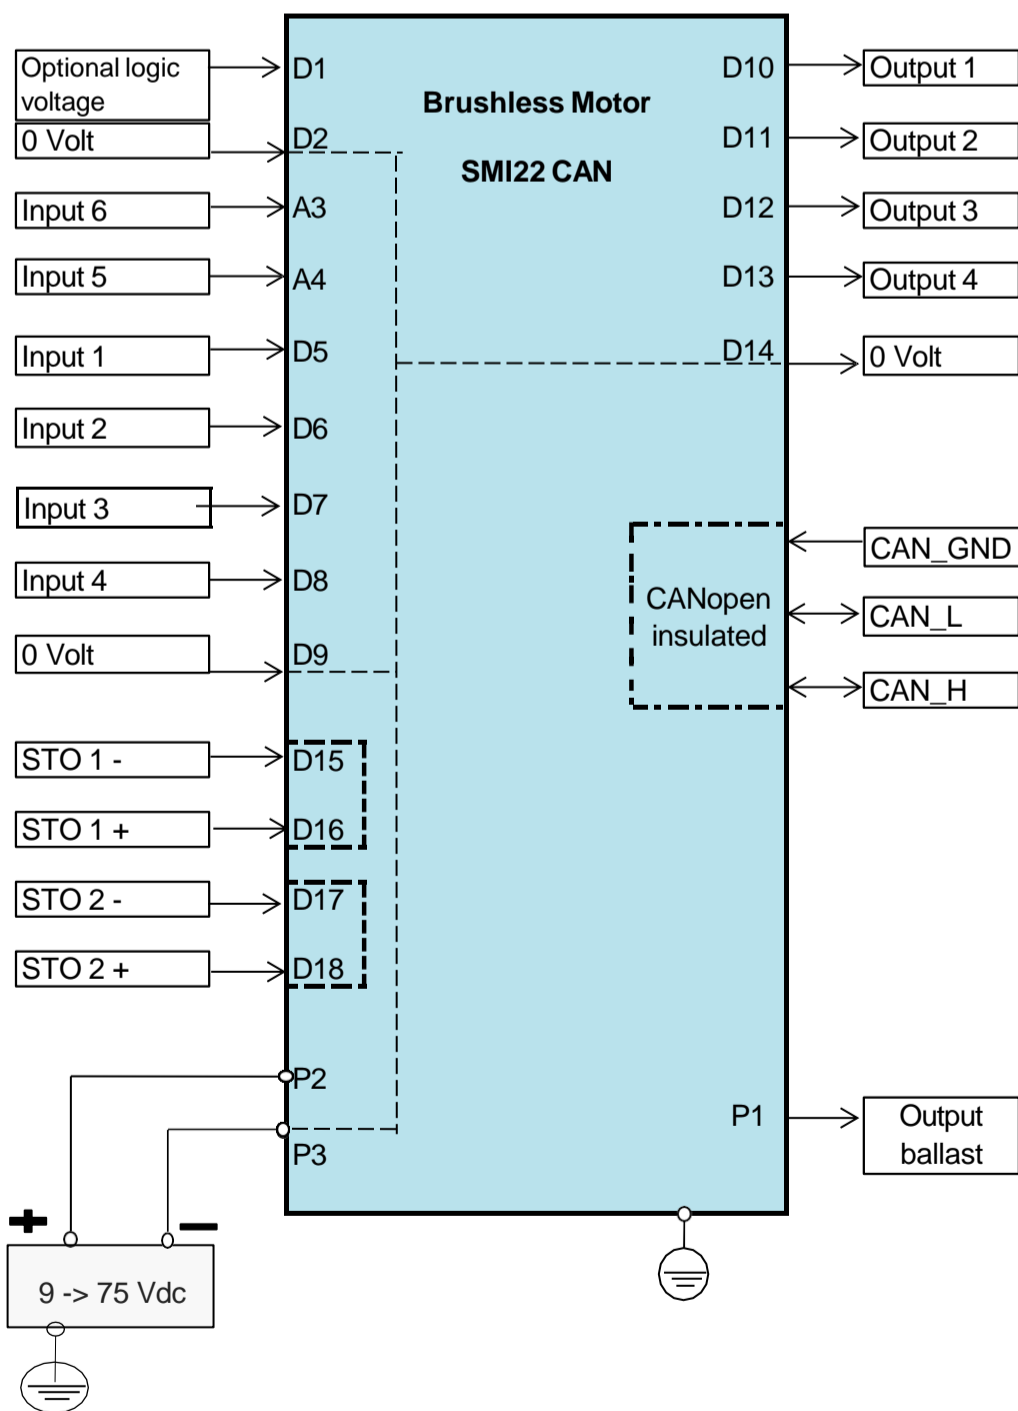 Optional logic
voltage
0 Volt
Input 6
Input 5
Input 1
Input 2
Input 3
Input 4
0 Volt
STO 1 -
STO 1 +
STO 2 -
STO 2 +
D1
D2
A3
A4
D5
D6
D7
D8
D9
D15
D16
D17
D18
P2
P3
Brushless Motor
SMI22 CAN
CANopen
insulated
D10
D11
D12
D13
D14
P1
Output 1
Output 2
Output 3
Output 4
0 Volt
CAN_GND
CAN_L
CAN_H
Output
ballast
+ -
9 -> 75 Vdc